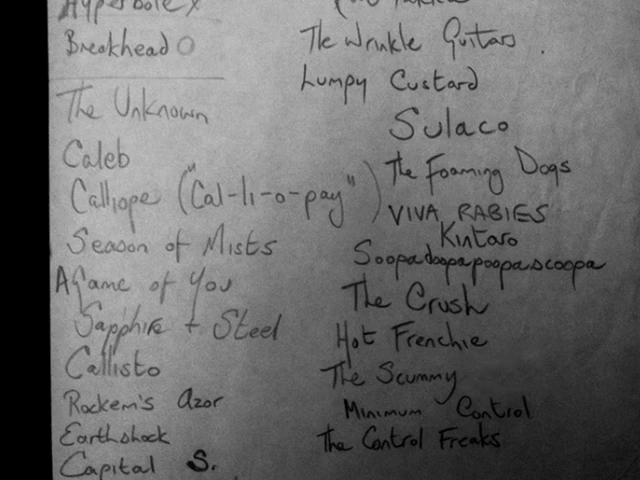 Hyperbole X
Breakhead O
The Unknown
Caleb
Calliope ("Cal-li-o-pay")
Season of Mists
A Game of You
Sapphire + Steel
Callisto
Rockem's Azor
Earthshock
Capital S.
The Wrinkle Guitars
Lumpy Custard
Sulaco
The Foaming Dogs
VIVA RABIES
Kintaro
Soopadoopapoopascoopa
The Crush
Hot Frenchie
The Scummy
Minimum Control
The Control Freaks